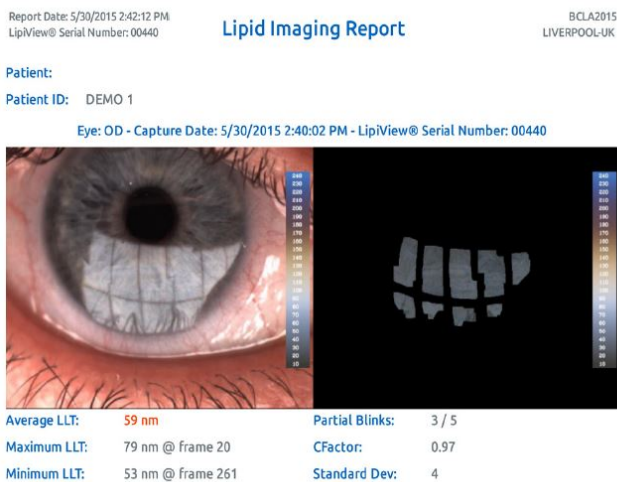 Report Date: 5/30/2015 2:42:12 PM
LipiView® Serial Number: 00440
Lipid Imaging Report
BCLA2015
LIVERPOOL-UK
Patient:
Patient ID: DEMO 1
Eye: OD - Capture Date: 5/30/2015 2:40:02 PM - LipiView® Serial Number: 00440
Average LLT: 59 nm
Partial Blinks: 3 / 5
Maximum LLT: 79 nm @ frame 20
CFactor: 0.97
Minimum LLT: 53 nm @ frame 261
Standard Dev: 4